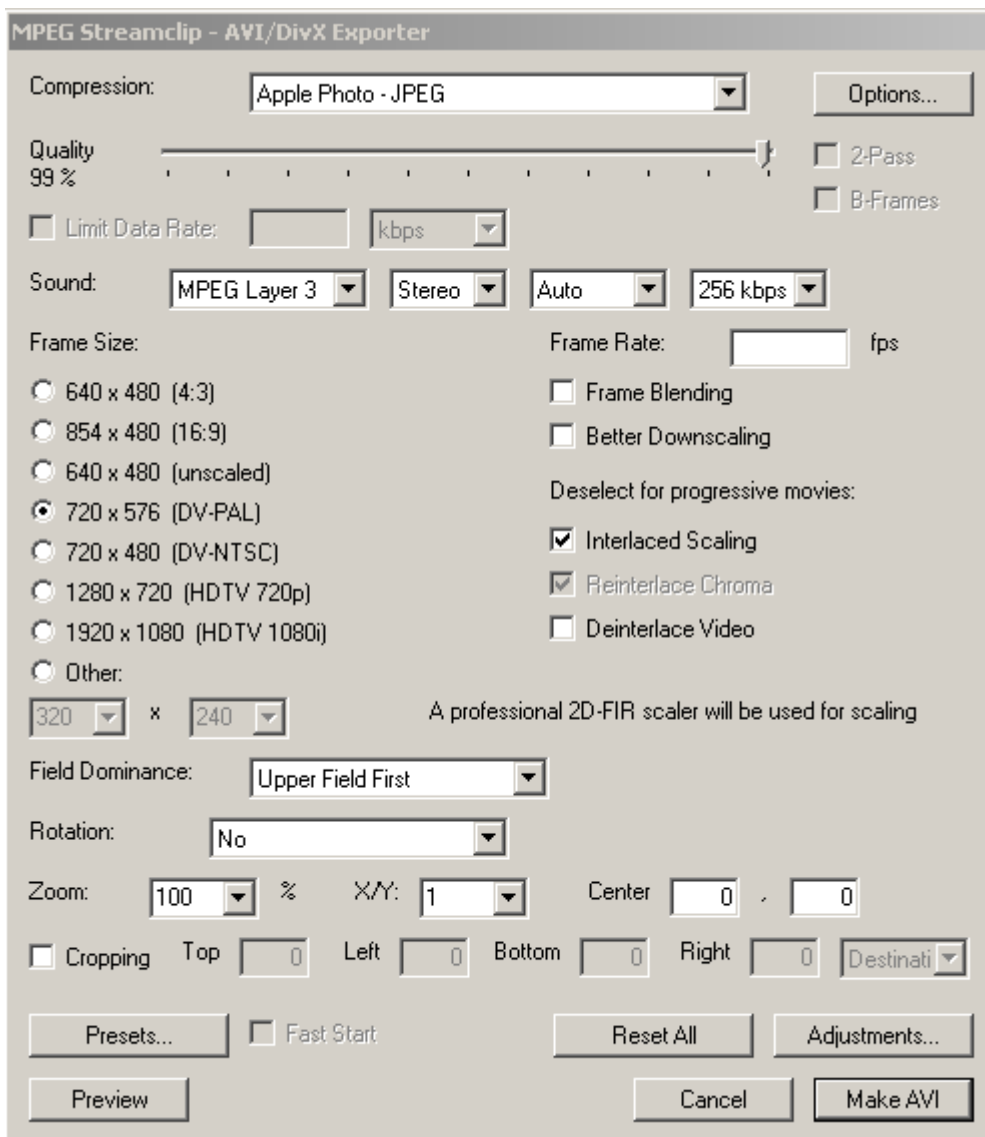 MPEG Streamclip - AVI/DivX Exporter
Compression: Apple Photo - JPEG Options...
Quality
99 %
2-Pass
B-Frames
Limit Data Rate: kbps
Sound: MPEG Layer 3 Stereo Auto 256 kbps
Frame Size: Frame Rate: fps
640 x 480 (4:3) Frame Blending
854 x 480 (16:9) Better Downscaling
640 x 480 (unscaled)
Deselect for progressive movies:
720 x 576 (DV-PAL)
Interlaced Scaling
720 x 480 (DV-NTSC)
1280 x 720 (HDTV 720p) Reinterlace Chroma
1920 x 1080 (HDTV 1080i) Deinterlace Video
Other:
320 x 240 A professional 2D-FIR scaler will be used for scaling
Field Dominance: Upper Field First
Rotation: No
Zoom: 100 % X/Y: 1 Center 0 , 0
Cropping Top 0 Left 0 Bottom 0 Right 0 Destinati
Presets... Fast Start Reset All Adjustments...
Preview Cancel Make AVI